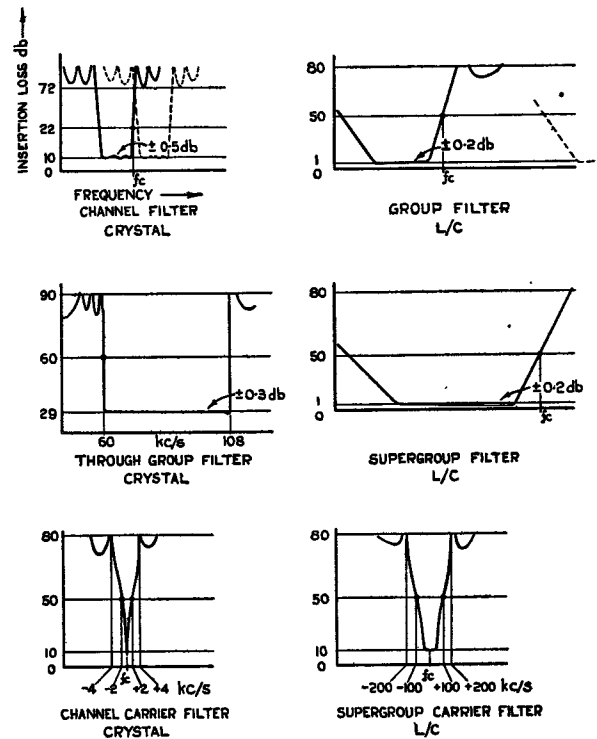 INSERTION LOSS db
72
22
10
0
±0·5db
fc
FREQUENCY
CHANNEL FILTER
CRYSTAL
80
50
1
0
±0·2db
fc
GROUP FILTER
L/C
90
60
29
±0·3db
60 kc/s 108
THROUGH GROUP FILTER
CRYSTAL
80
50
1
0
±0·2db
fc
SUPERGROUP FILTER
L/C
80
50
10
0
fc
-4 -2 +2 +4 kc/s
CHANNEL CARRIER FILTER
CRYSTAL
80
50
10
0
fc
-200 -100 +100 +200 kc/s
SUPERGROUP CARRIER FILTER
L/C